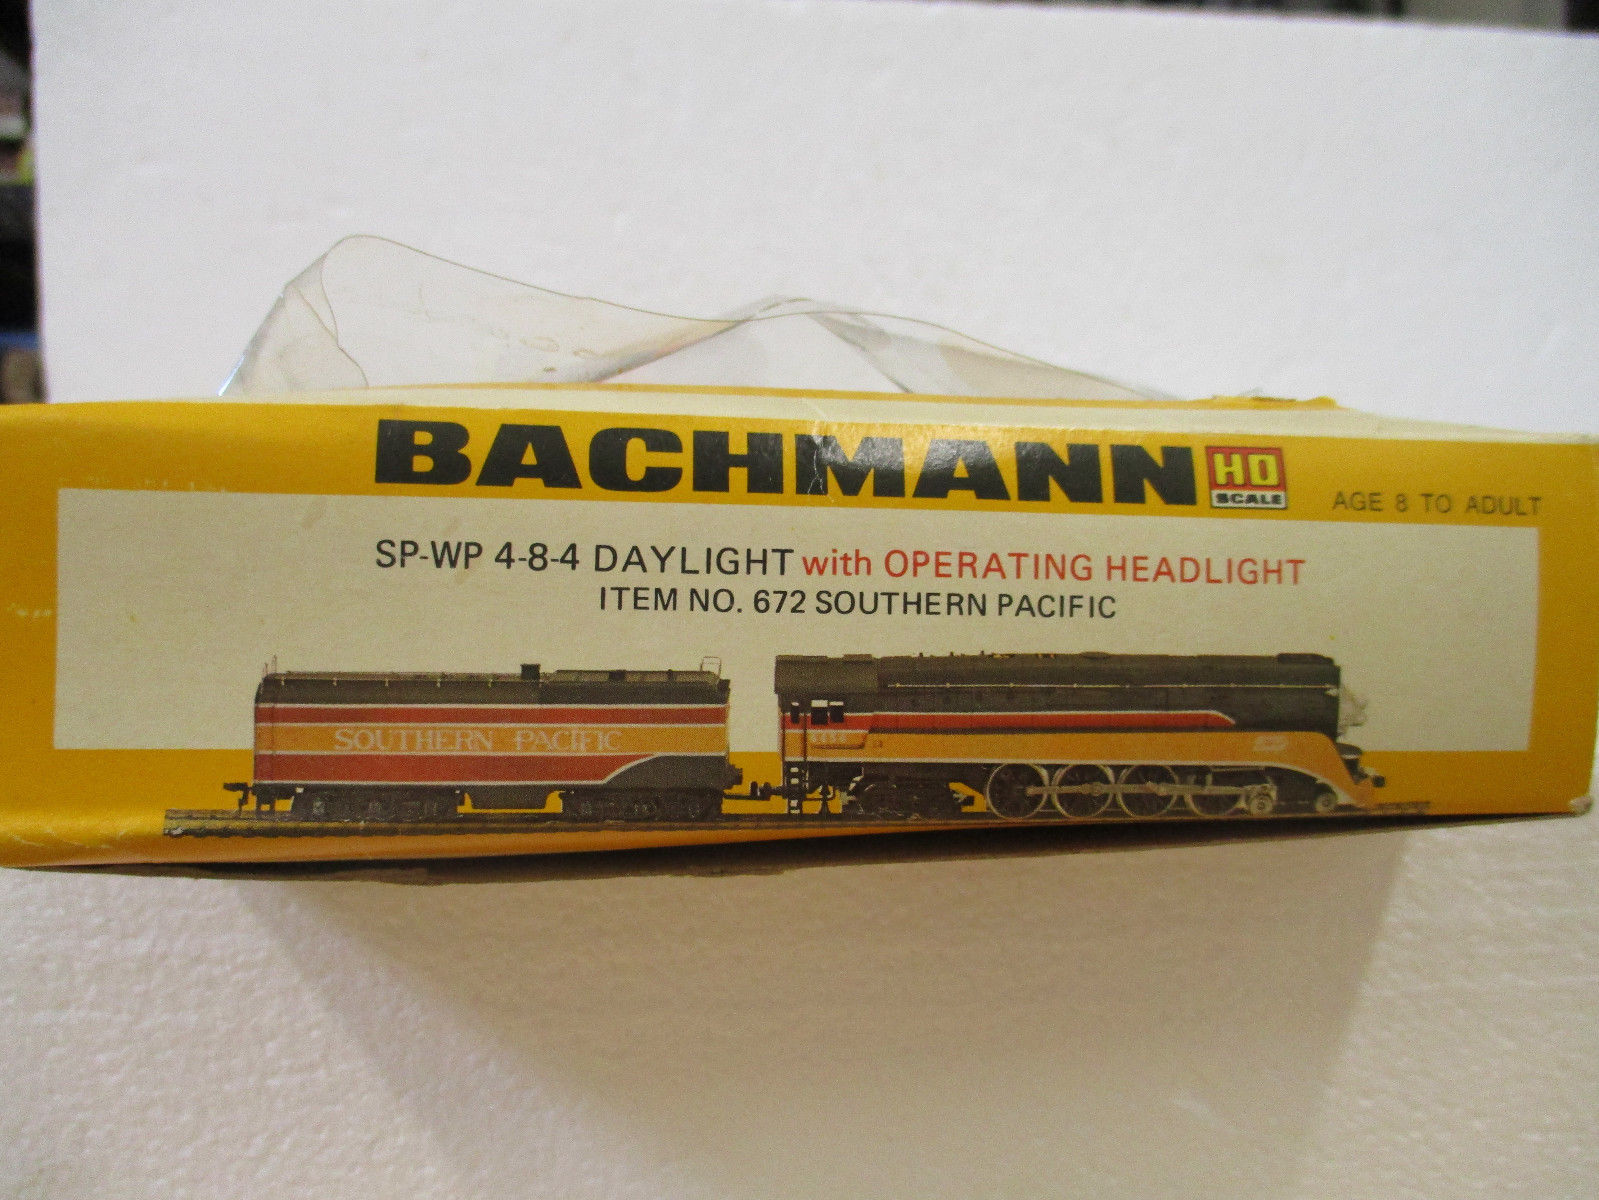 BACHMANN HO SCALE AGE 8 TO ADULT
SP-WP 4-8-4 DAYLIGHT with OPERATING HEADLIGHT
ITEM NO. 672 SOUTHERN PACIFIC
SOUTHERN PACIFIC